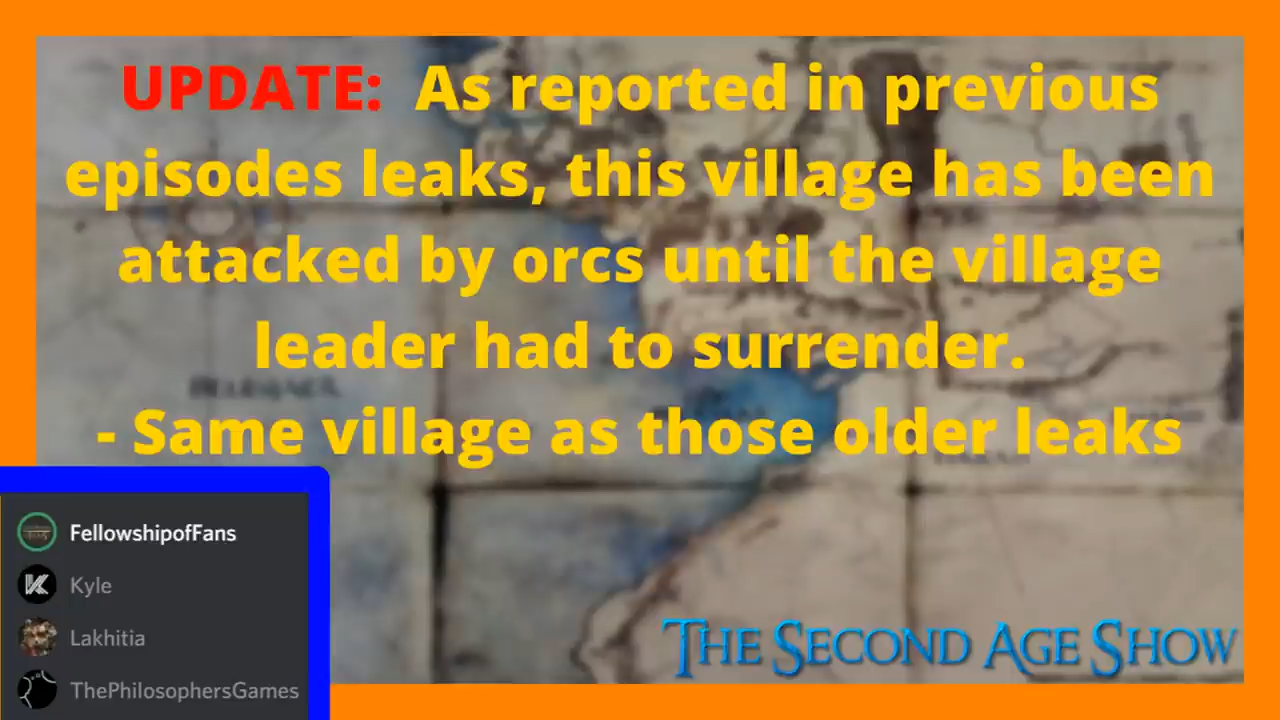 UPDATE: As reported in previous
episodes leaks, this village has been
attacked by orcs until the village
leader had to surrender.
- Same village as those older leaks
FellowshipofFans
Kyle
Lakhitia
ThePhilosophersGames
THE SECOND AGE SHOW